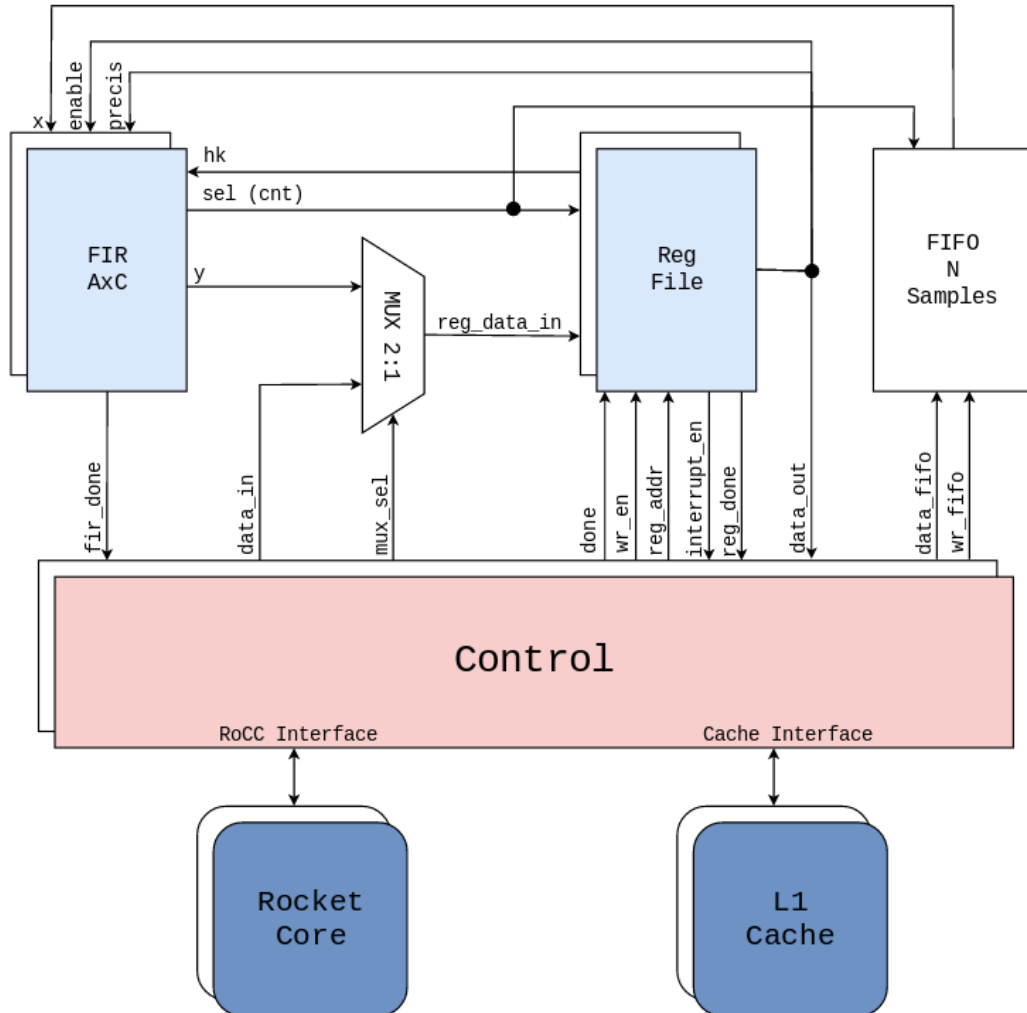 x
enable
precis
hk
sel (cnt)
FIR
AxC
Reg
File
FIFO
N
Samples
y
MUX 2:1
reg_data_in
fir_done
data_in
mux_sel
done
wr_en
reg_addr
interrupt_en
reg_done
data_out
data_fifo
wr_fifo
Control
RoCC Interface
Cache Interface
Rocket
Core
L1
Cache